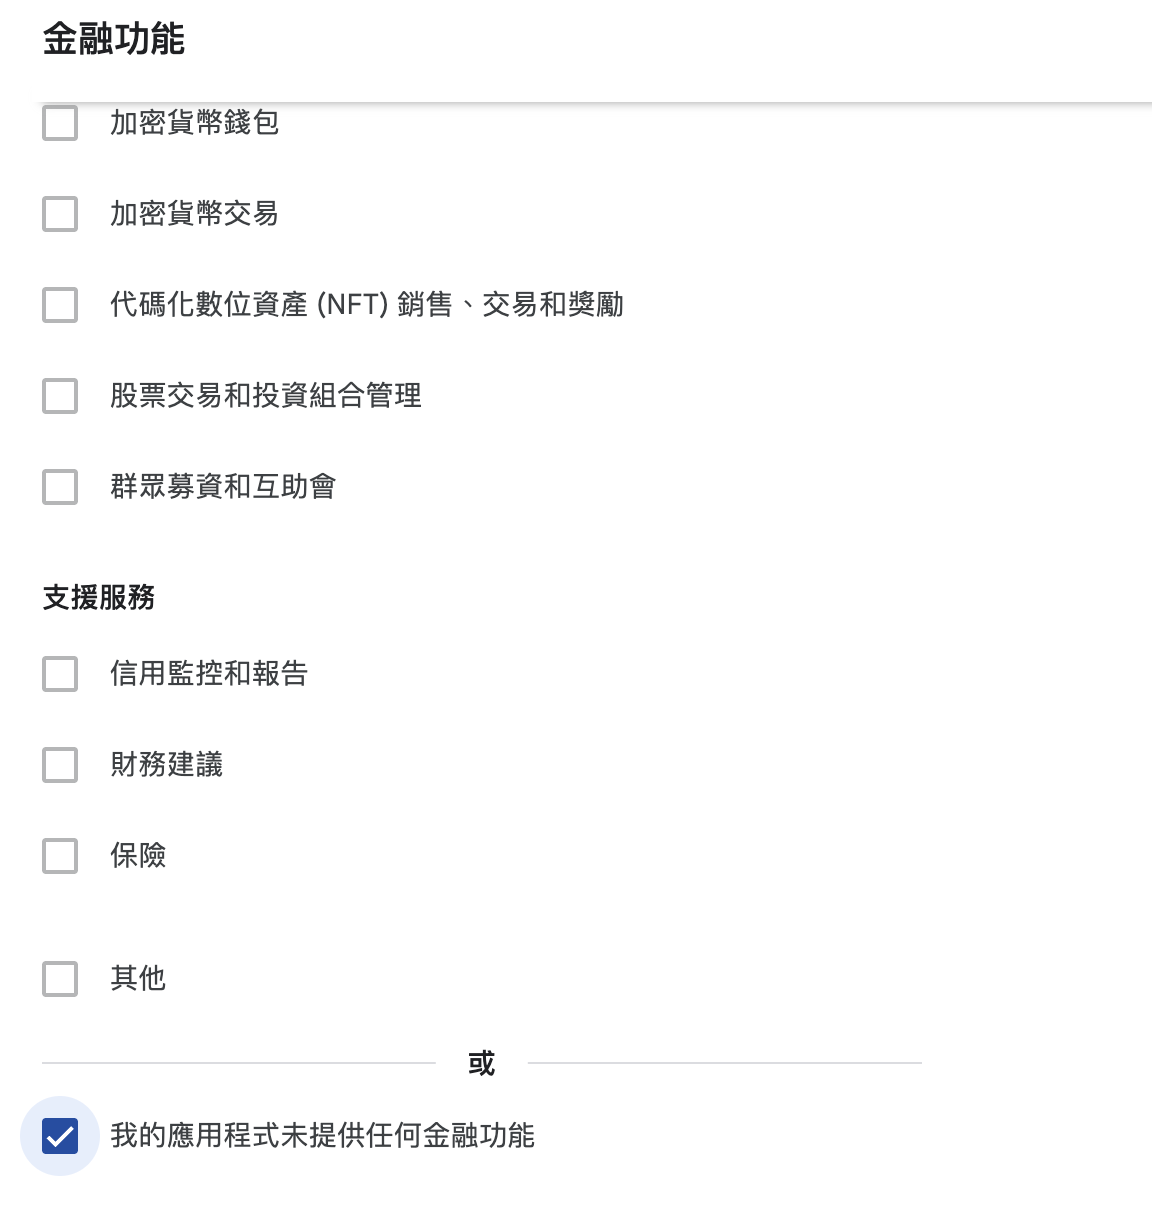 金融功能
加密貨幣錢包
加密貨幣交易
代碼化數位資產 (NFT) 銷售、交易和獎勵
股票交易和投資組合管理
群眾募資和互助會
支援服務
信用監控和報告
財務建議
保險
其他
或
我的應用程式未提供任何金融功能